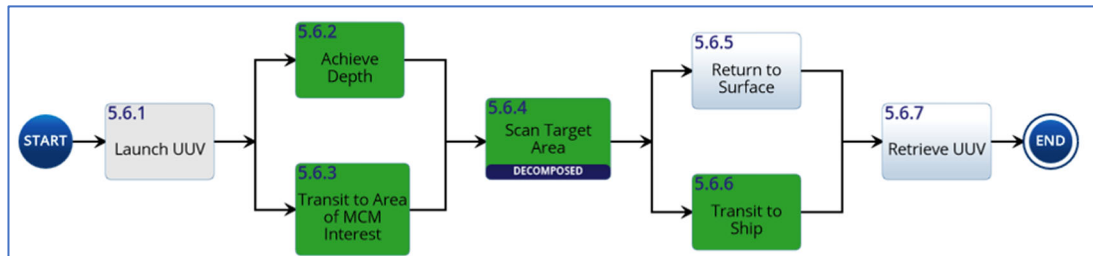 START
5.6.1
Launch UUV
5.6.2
Achieve
Depth
5.6.3
Transit to Area
of MCM
Interest
5.6.4
Scan Target
Area
DECOMPOSED
5.6.5
Return to
Surface
5.6.6
Transit to
Ship
5.6.7
Retrieve UUV
END